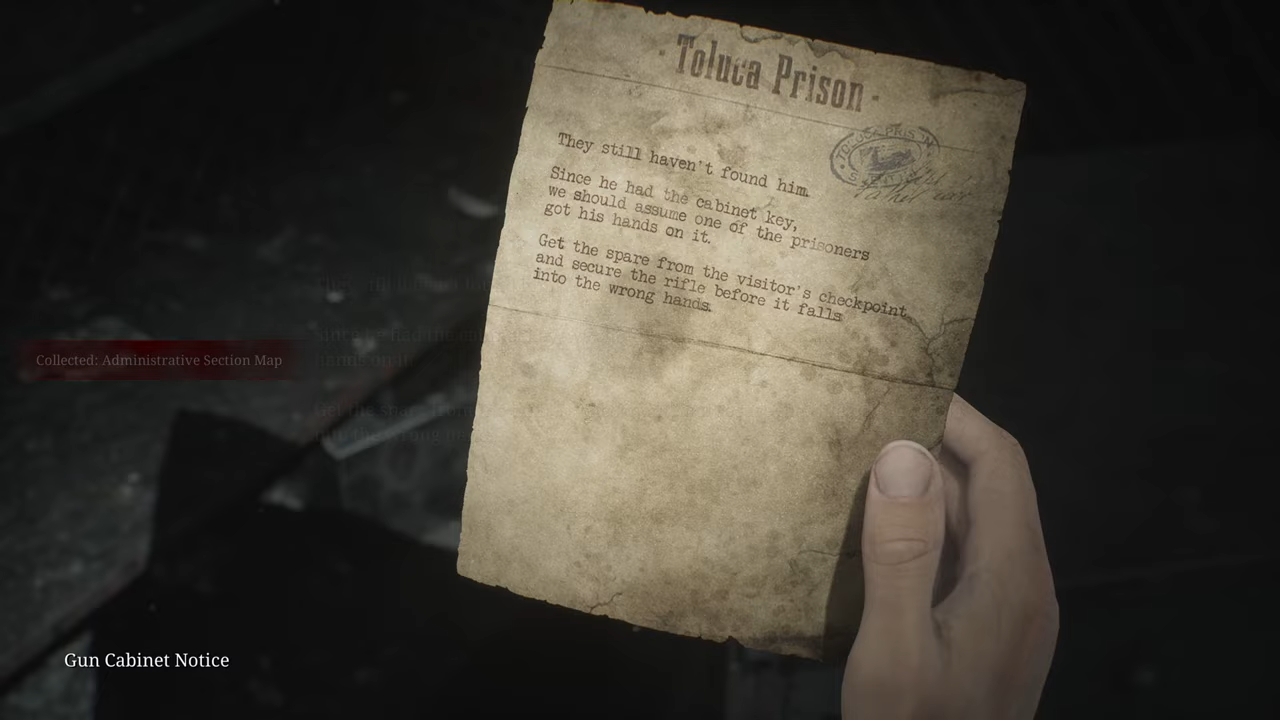 - Toluca Prison -
They still haven't found him.
Since he had the cabinet key,
we should assume one of the prisoners
got his hands on it.
Get the spare from the visitor's checkpoint
and secure the rifle before it falls
into the wrong hands.
Collected: Administrative Section Map
Gun Cabinet Notice